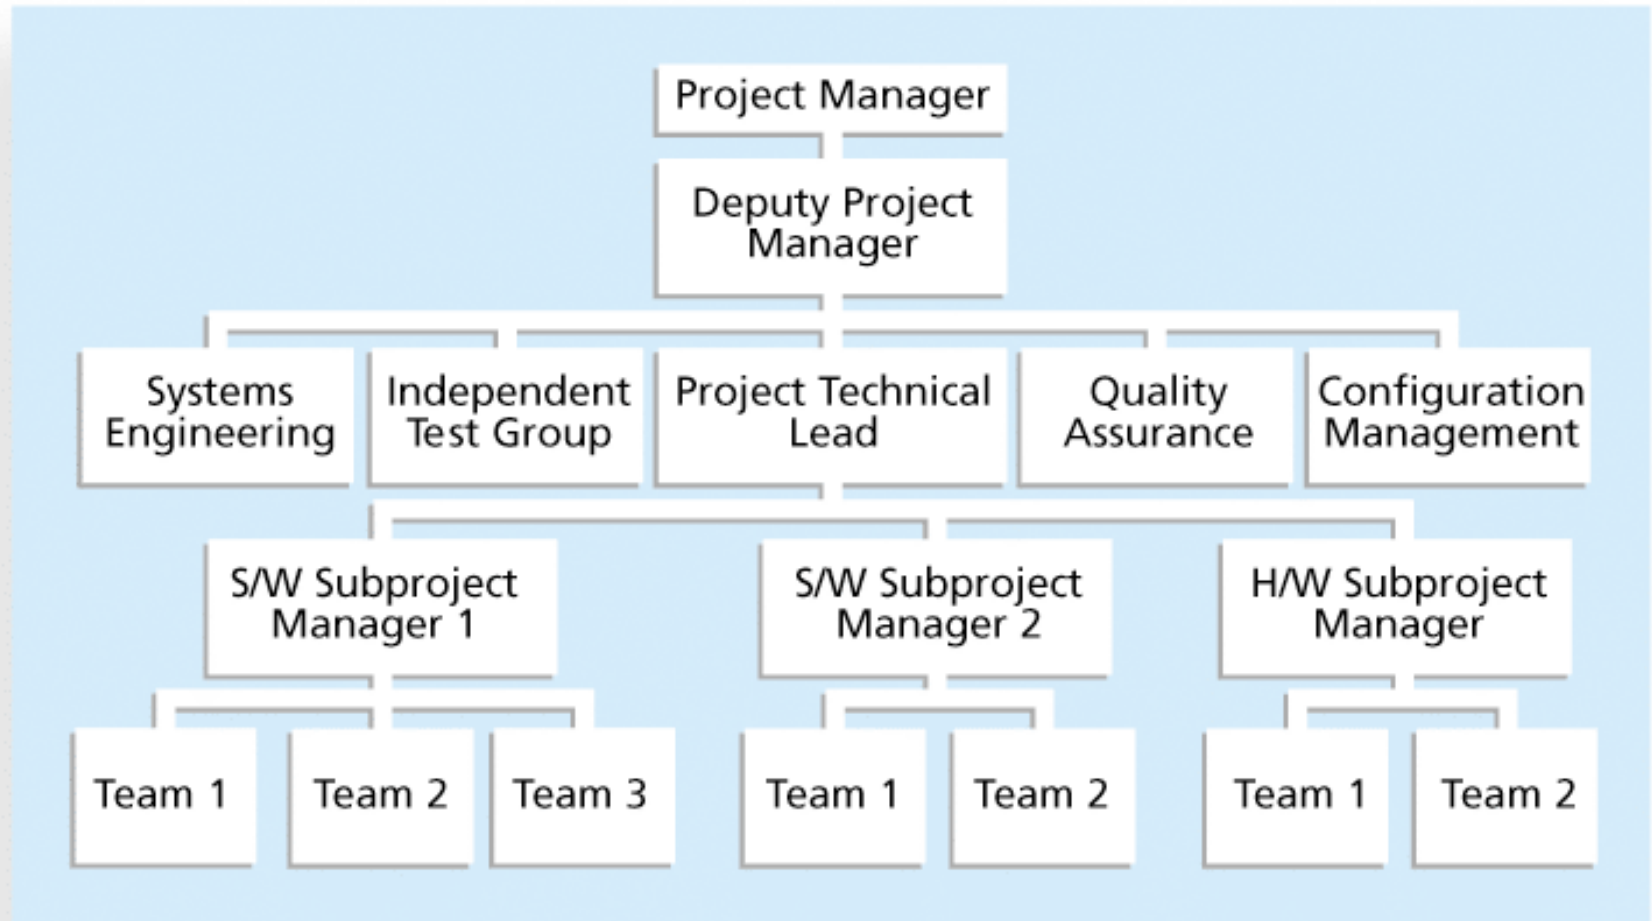 Project Manager
Deputy Project
Manager
Systems
Engineering
Independent
Test Group
Project Technical
Lead
Quality
Assurance
Configuration
Management
S/W Subproject
Manager 1
S/W Subproject
Manager 2
H/W Subproject
Manager
Team 1
Team 2
Team 3
Team 1
Team 2
Team 1
Team 2